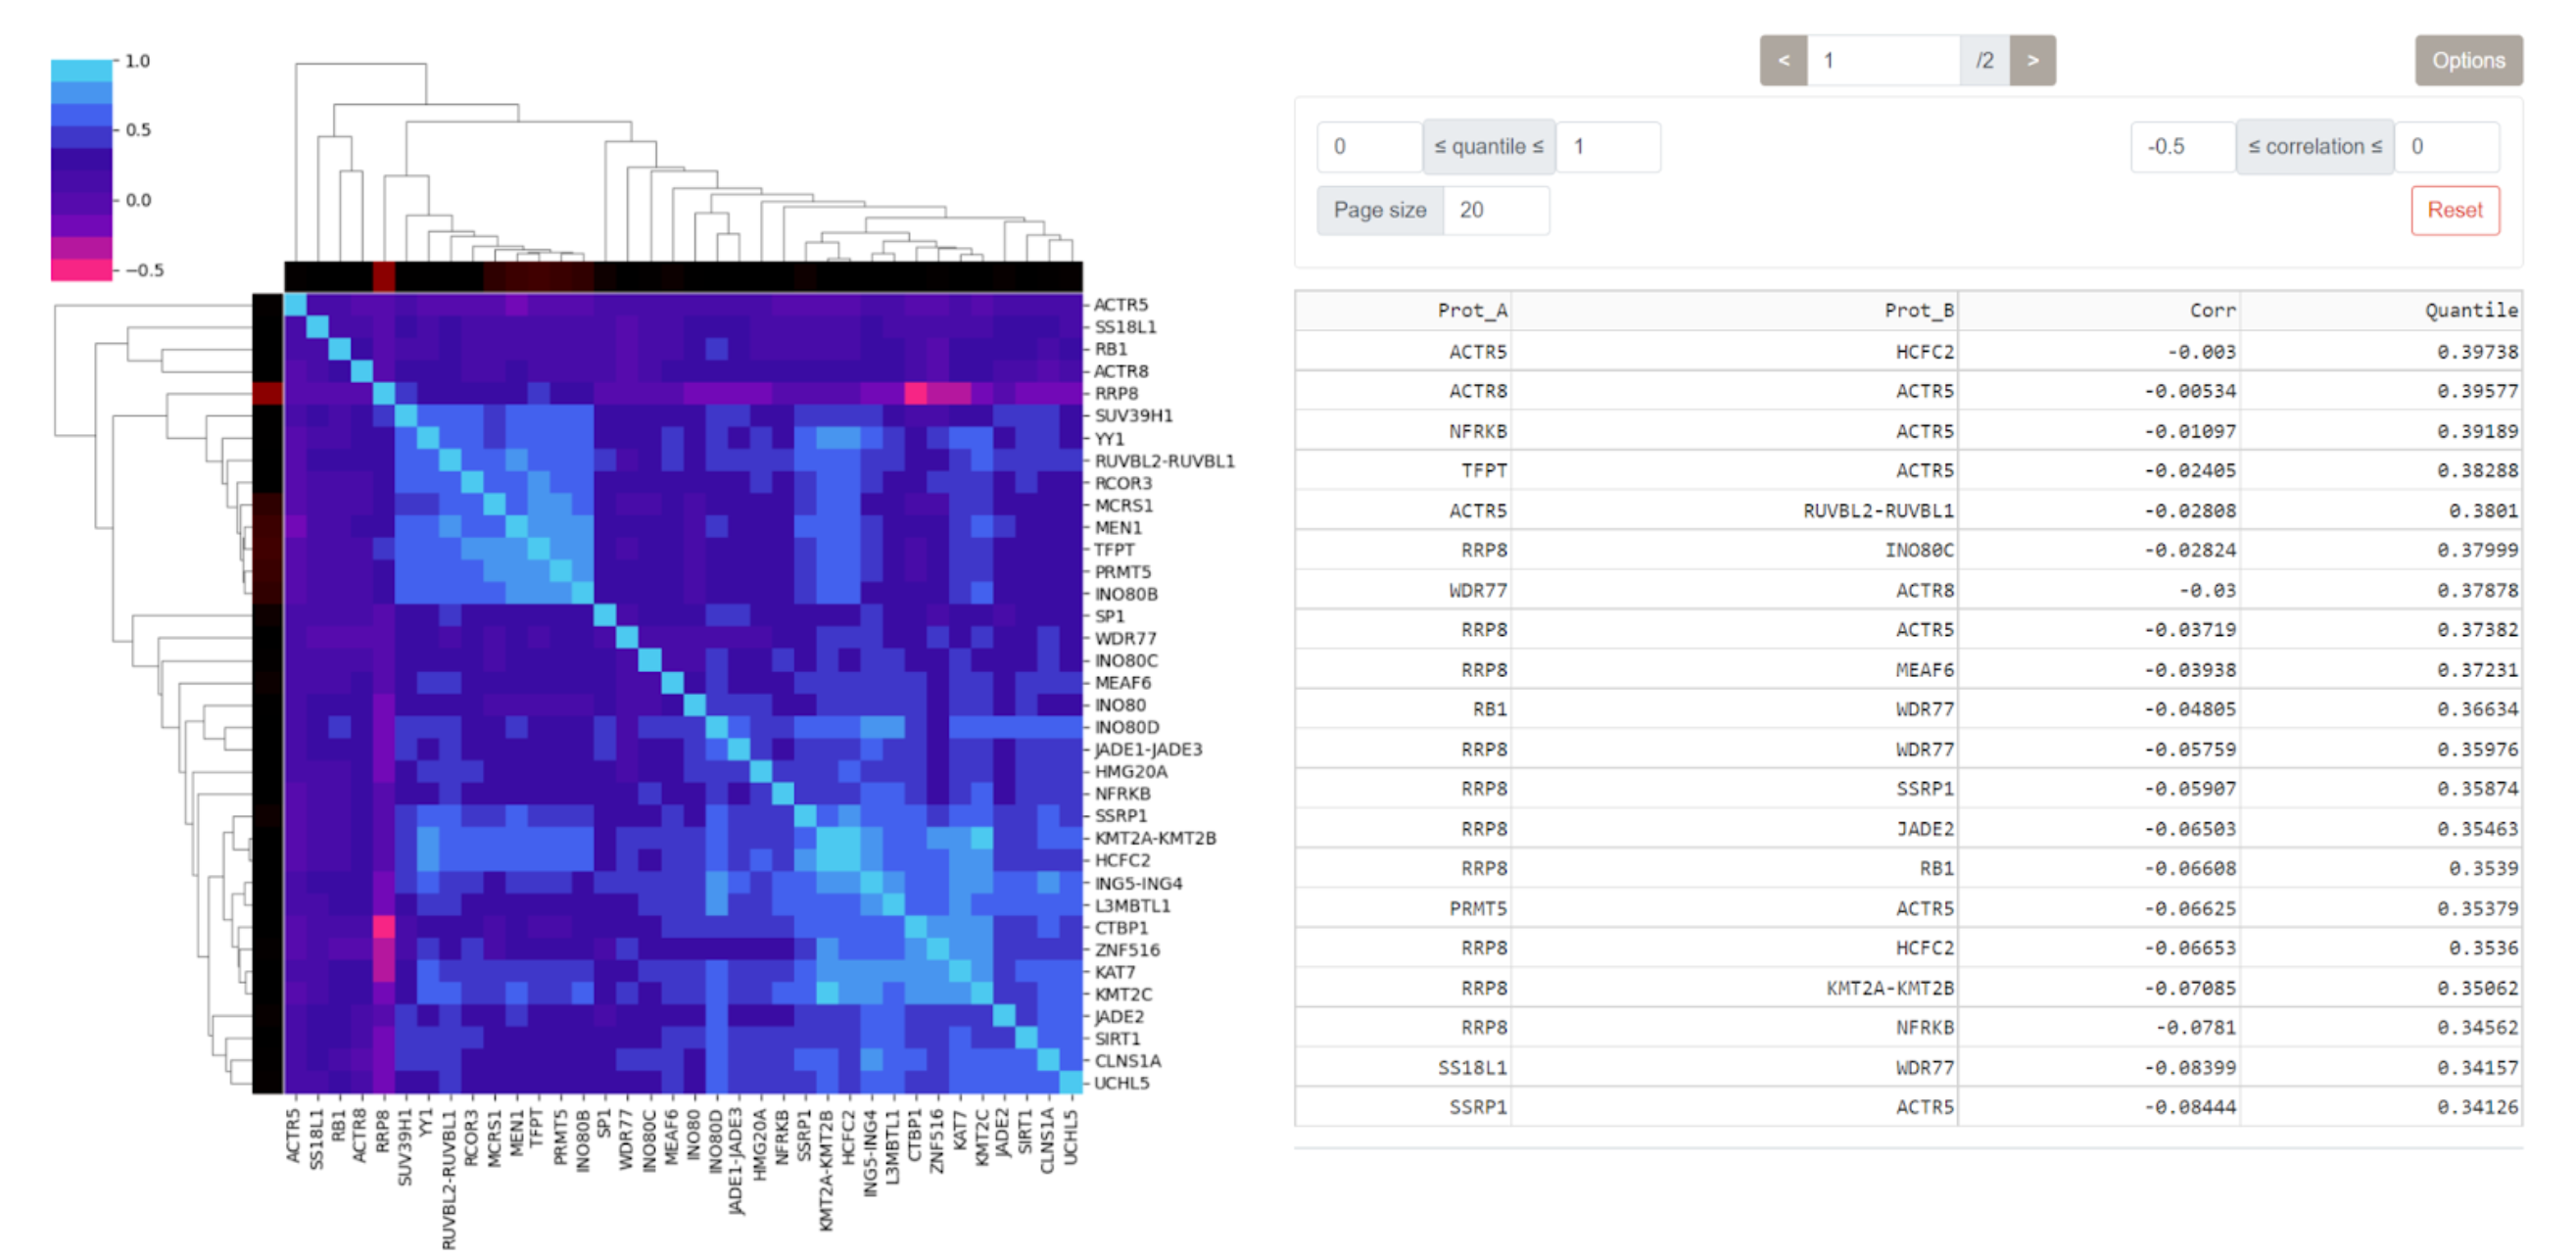 1.0
0.5
0.0
−0.5
ACTR5
SS18L1
RB1
ACTR8
RRP8
SUV39H1
YY1
RUVBL2-RUVBL1
RCOR3
MCRS1
MEN1
TFPT
PRMT5
INO80B
SP1
WDR77
INO80C
MEAF6
INO80
INO80D
JADE1-JADE3
HMG20A
NFRKB
SSRP1
KMT2A-KMT2B
HCFC2
ING5-ING4
L3MBTL1
CTBP1
ZNF516
KAT7
KMT2C
JADE2
SIRT1
CLNS1A
UCHL5
ACTR5
SS18L1
RB1
ACTR8
RRP8
SUV39H1
YY1
RUVBL2-RUVBL1
RCOR3
MCRS1
MEN1
TFPT
PRMT5
INO80B
SP1
WDR77
INO80C
MEAF6
INO80
INO80D
JADE1-JADE3
HMG20A
NFRKB
SSRP1
KMT2A-KMT2B
HCFC2
ING5-ING4
L3MBTL1
CTBP1
ZNF516
KAT7
KMT2C
JADE2
SIRT1
CLNS1A
UCHL5
< 1 /2 > Options
0 ≤ quantile ≤ 1 -0.5 ≤ correlation ≤ 0
Page size 20 Reset
Prot_A Prot_B Corr Quantile
ACTR5 HCFC2 -0.003 0.39738
ACTR8 ACTR5 -0.00534 0.39577
NFRKB ACTR5 -0.01097 0.39189
TFPT ACTR5 -0.02405 0.38288
ACTR5 RUVBL2-RUVBL1 -0.02808 0.3801
RRP8 INO80C -0.02824 0.37999
WDR77 ACTR8 -0.03 0.37878
RRP8 ACTR5 -0.03719 0.37382
RRP8 MEAF6 -0.03938 0.37231
RB1 WDR77 -0.04805 0.36634
RRP8 WDR77 -0.05759 0.35976
RRP8 SSRP1 -0.05907 0.35874
RRP8 JADE2 -0.06503 0.35463
RRP8 RB1 -0.06608 0.3539
PRMT5 ACTR5 -0.06625 0.35379
RRP8 HCFC2 -0.06653 0.3536
RRP8 KMT2A-KMT2B -0.07085 0.35062
RRP8 NFRKB -0.0781 0.34562
SS18L1 WDR77 -0.08399 0.34157
SSRP1 ACTR5 -0.08444 0.34126